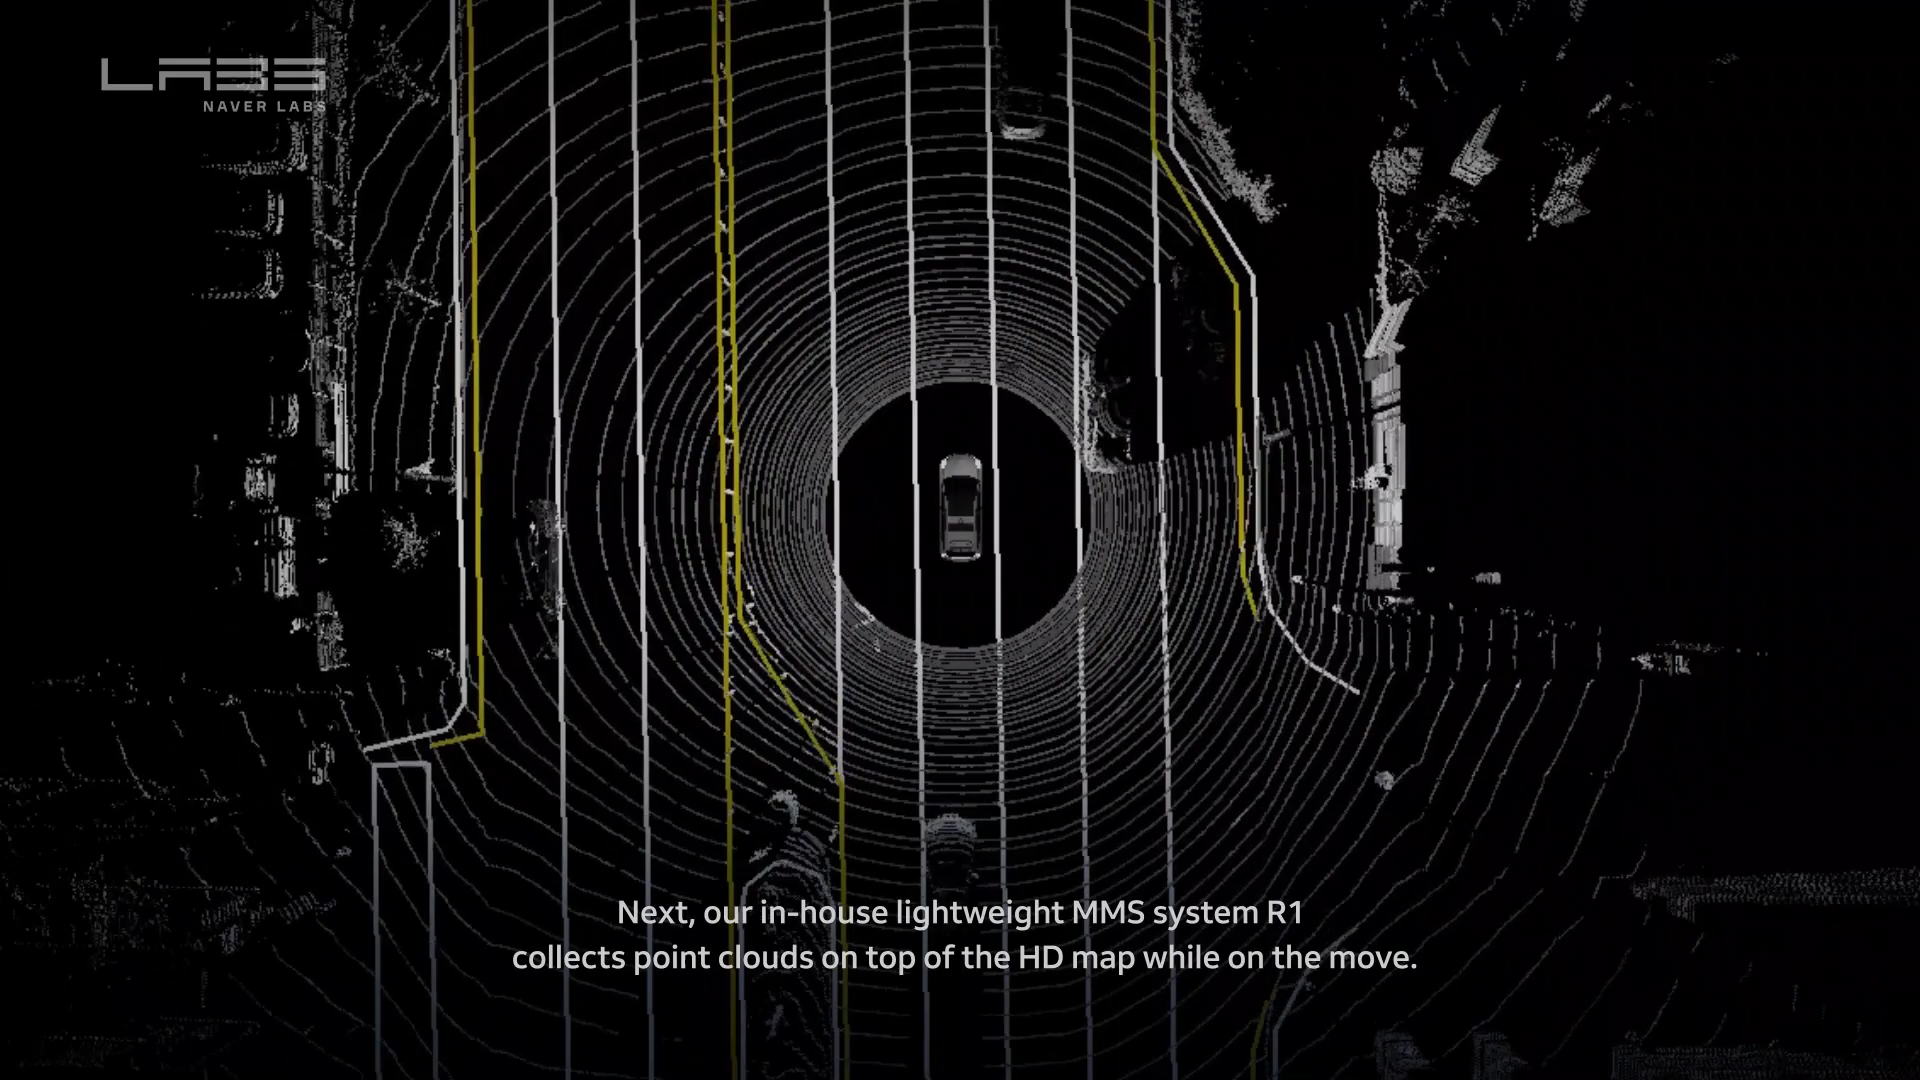 LABS
NAVER LABS
Next, our in-house lightweight MMS system R1
collects point clouds on top of the HD map while on the move.